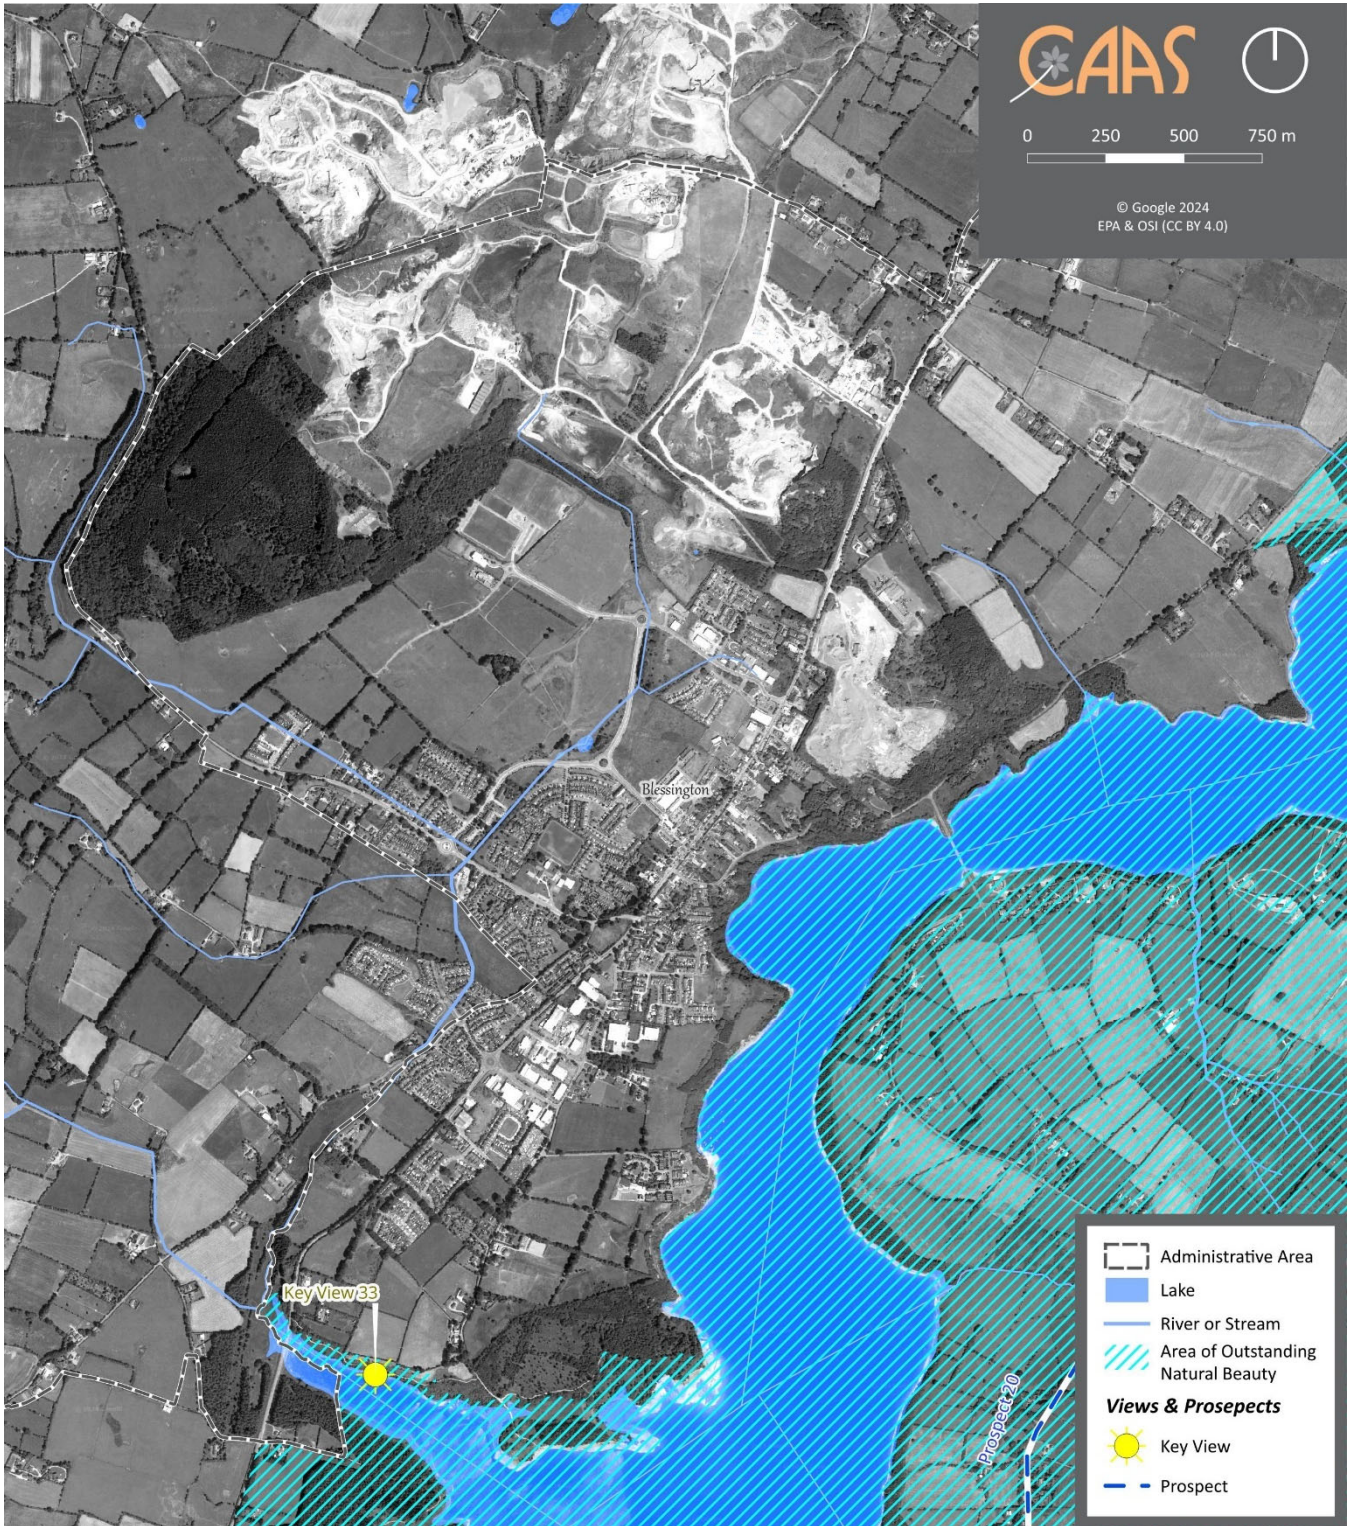 CAAS
0 250 500 750 m
© Google 2024
EPA & OSI (CC BY 4.0)
Blessington
Key View 33
Prospect 20
Administrative Area
Lake
River or Stream
Area of Outstanding
Natural Beauty
Views & Prosepects
Key View
Prospect